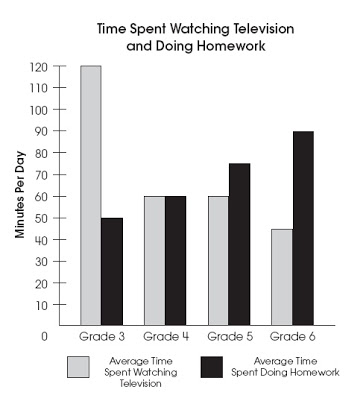 Time Spent Watching Television
and Doing Homework
Minutes Per Day
120
110
100
90
80
70
60
50
40
30
20
10
0
Grade 3 Grade 4 Grade 5 Grade 6
Average Time
Spent Watching
Television
Average Time
Spent Doing Homework